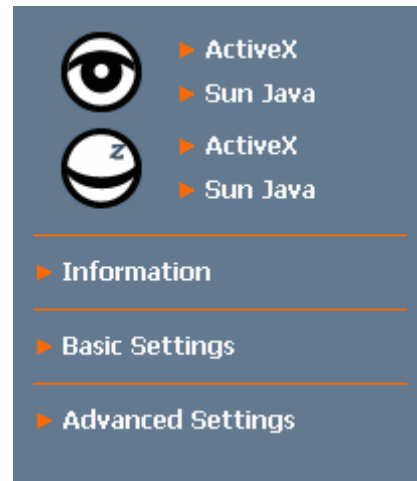 ActiveX
Sun Java
z
ActiveX
Sun Java
Information
Basic Settings
Advanced Settings